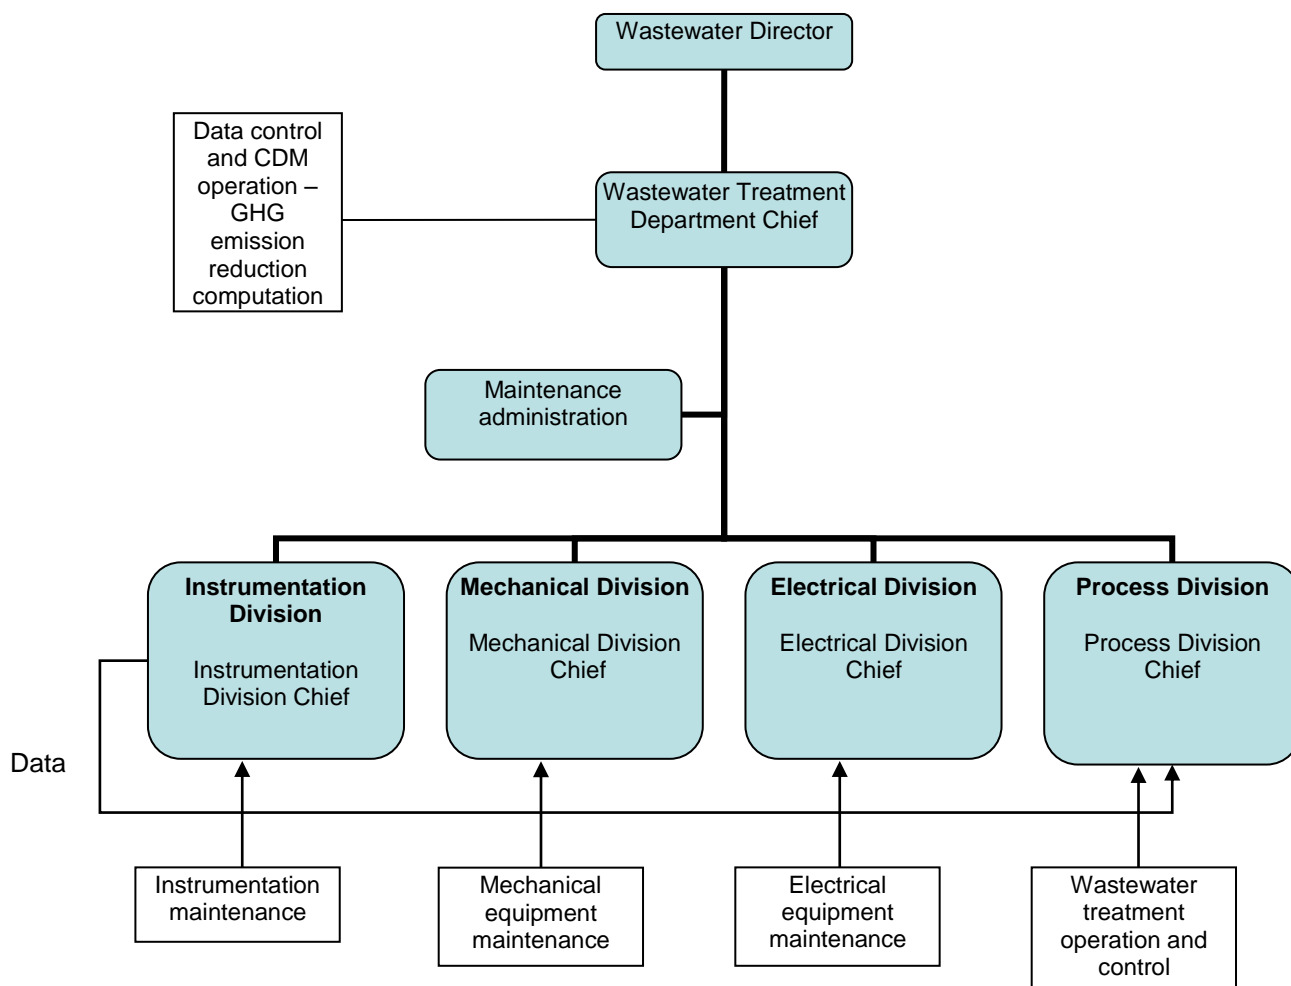 Wastewater Director
Data control
and CDM
operation –
GHG
emission
reduction
computation
Wastewater Treatment
Department Chief
Maintenance
administration
Instrumentation
Division
Instrumentation
Division Chief
Mechanical Division
Mechanical Division
Chief
Electrical Division
Electrical Division
Chief
Process Division
Process Division
Chief
Data
Instrumentation
maintenance
Mechanical
equipment
maintenance
Electrical
equipment
maintenance
Wastewater
treatment
operation and
control